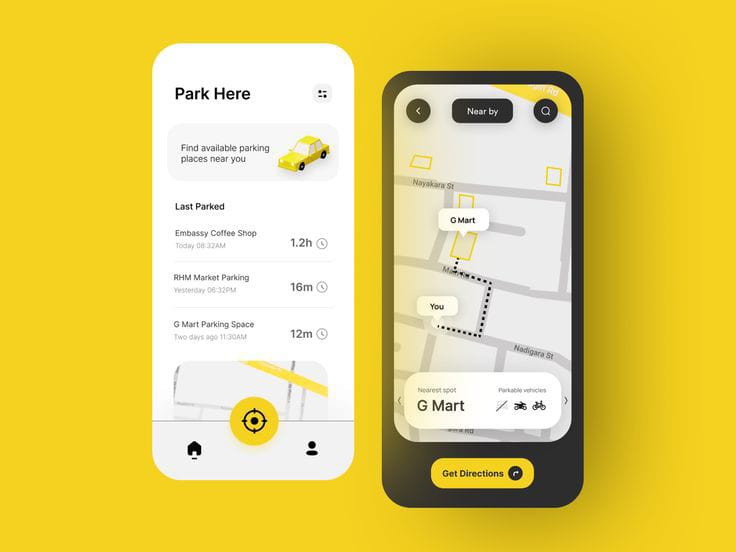 Park Here
Find available parking
places near you
Last Parked
Embassy Coffee Shop
Today 08:32AM
1.2h
RHM Market Parking
Yesterday 06:32PM
16m
G Mart Parking Space
Two days ago 11:30AM
12m
Near by
Rd
Nayakara St
G Mart
You
Nadigara St
Nearest spot
Parkable vehicles
G Mart
Rd
Get Directions